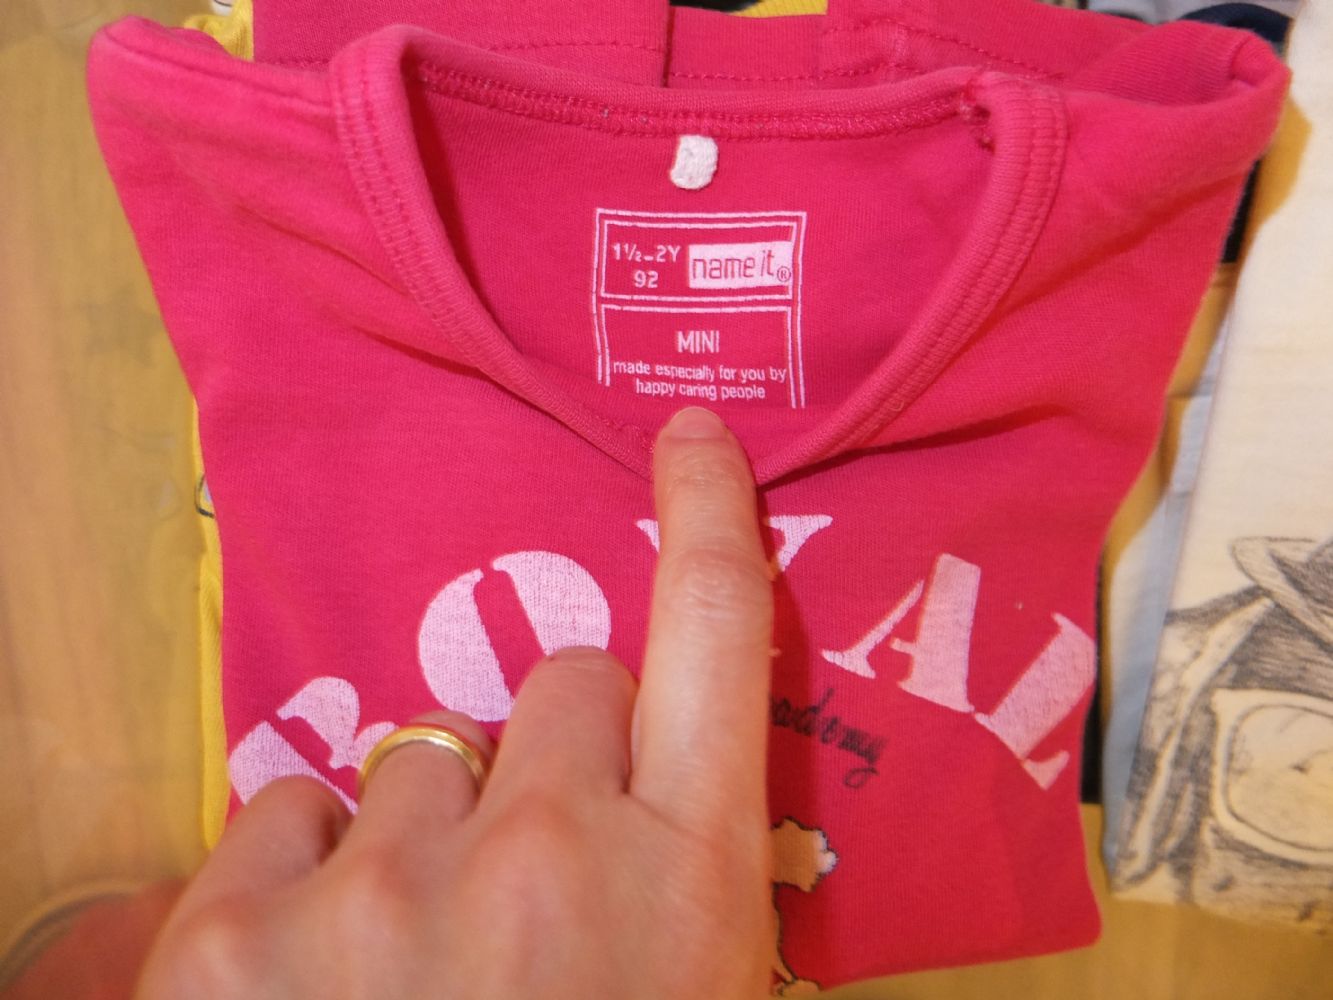 1½-2Y
92
name it®
MINI
made especially for you by
happy caring people
ROYAL